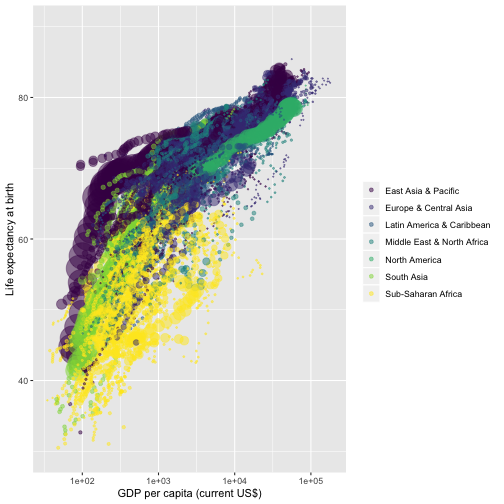 Life expectancy at birth
80
60
40
1e+02
1e+03
1e+04
1e+05
GDP per capita (current US$)
East Asia & Pacific
Europe & Central Asia
Latin America & Caribbean
Middle East & North Africa
North America
South Asia
Sub-Saharan Africa